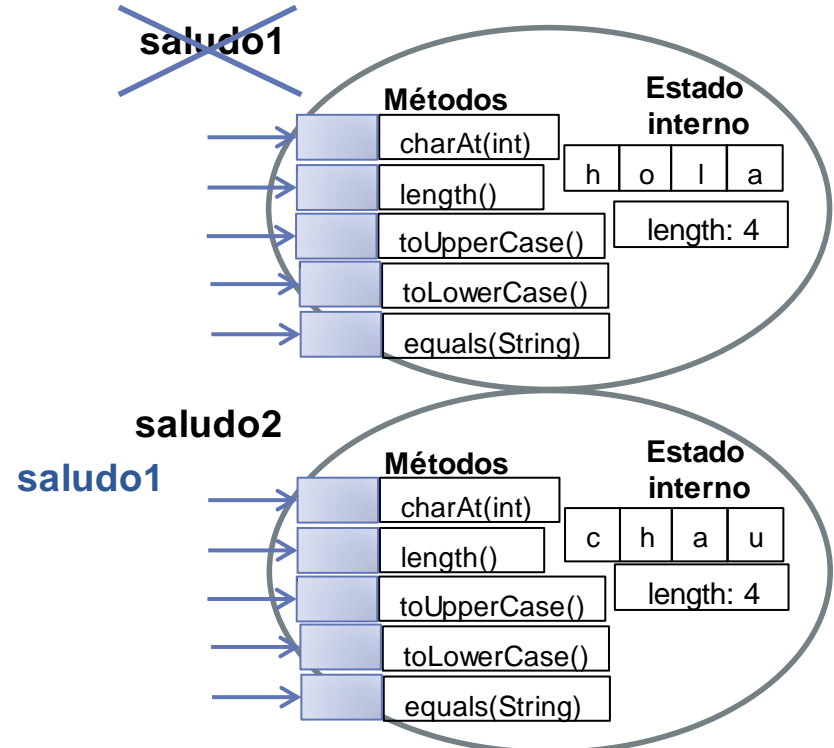 saludo1
Métodos
Estado
interno
charAt(int)
h o l a
length()
length: 4
toUpperCase()
toLowerCase()
equals(String)
saludo2
saludo1
Métodos
Estado
interno
charAt(int)
c h a u
length()
length: 4
toUpperCase()
toLowerCase()
equals(String)